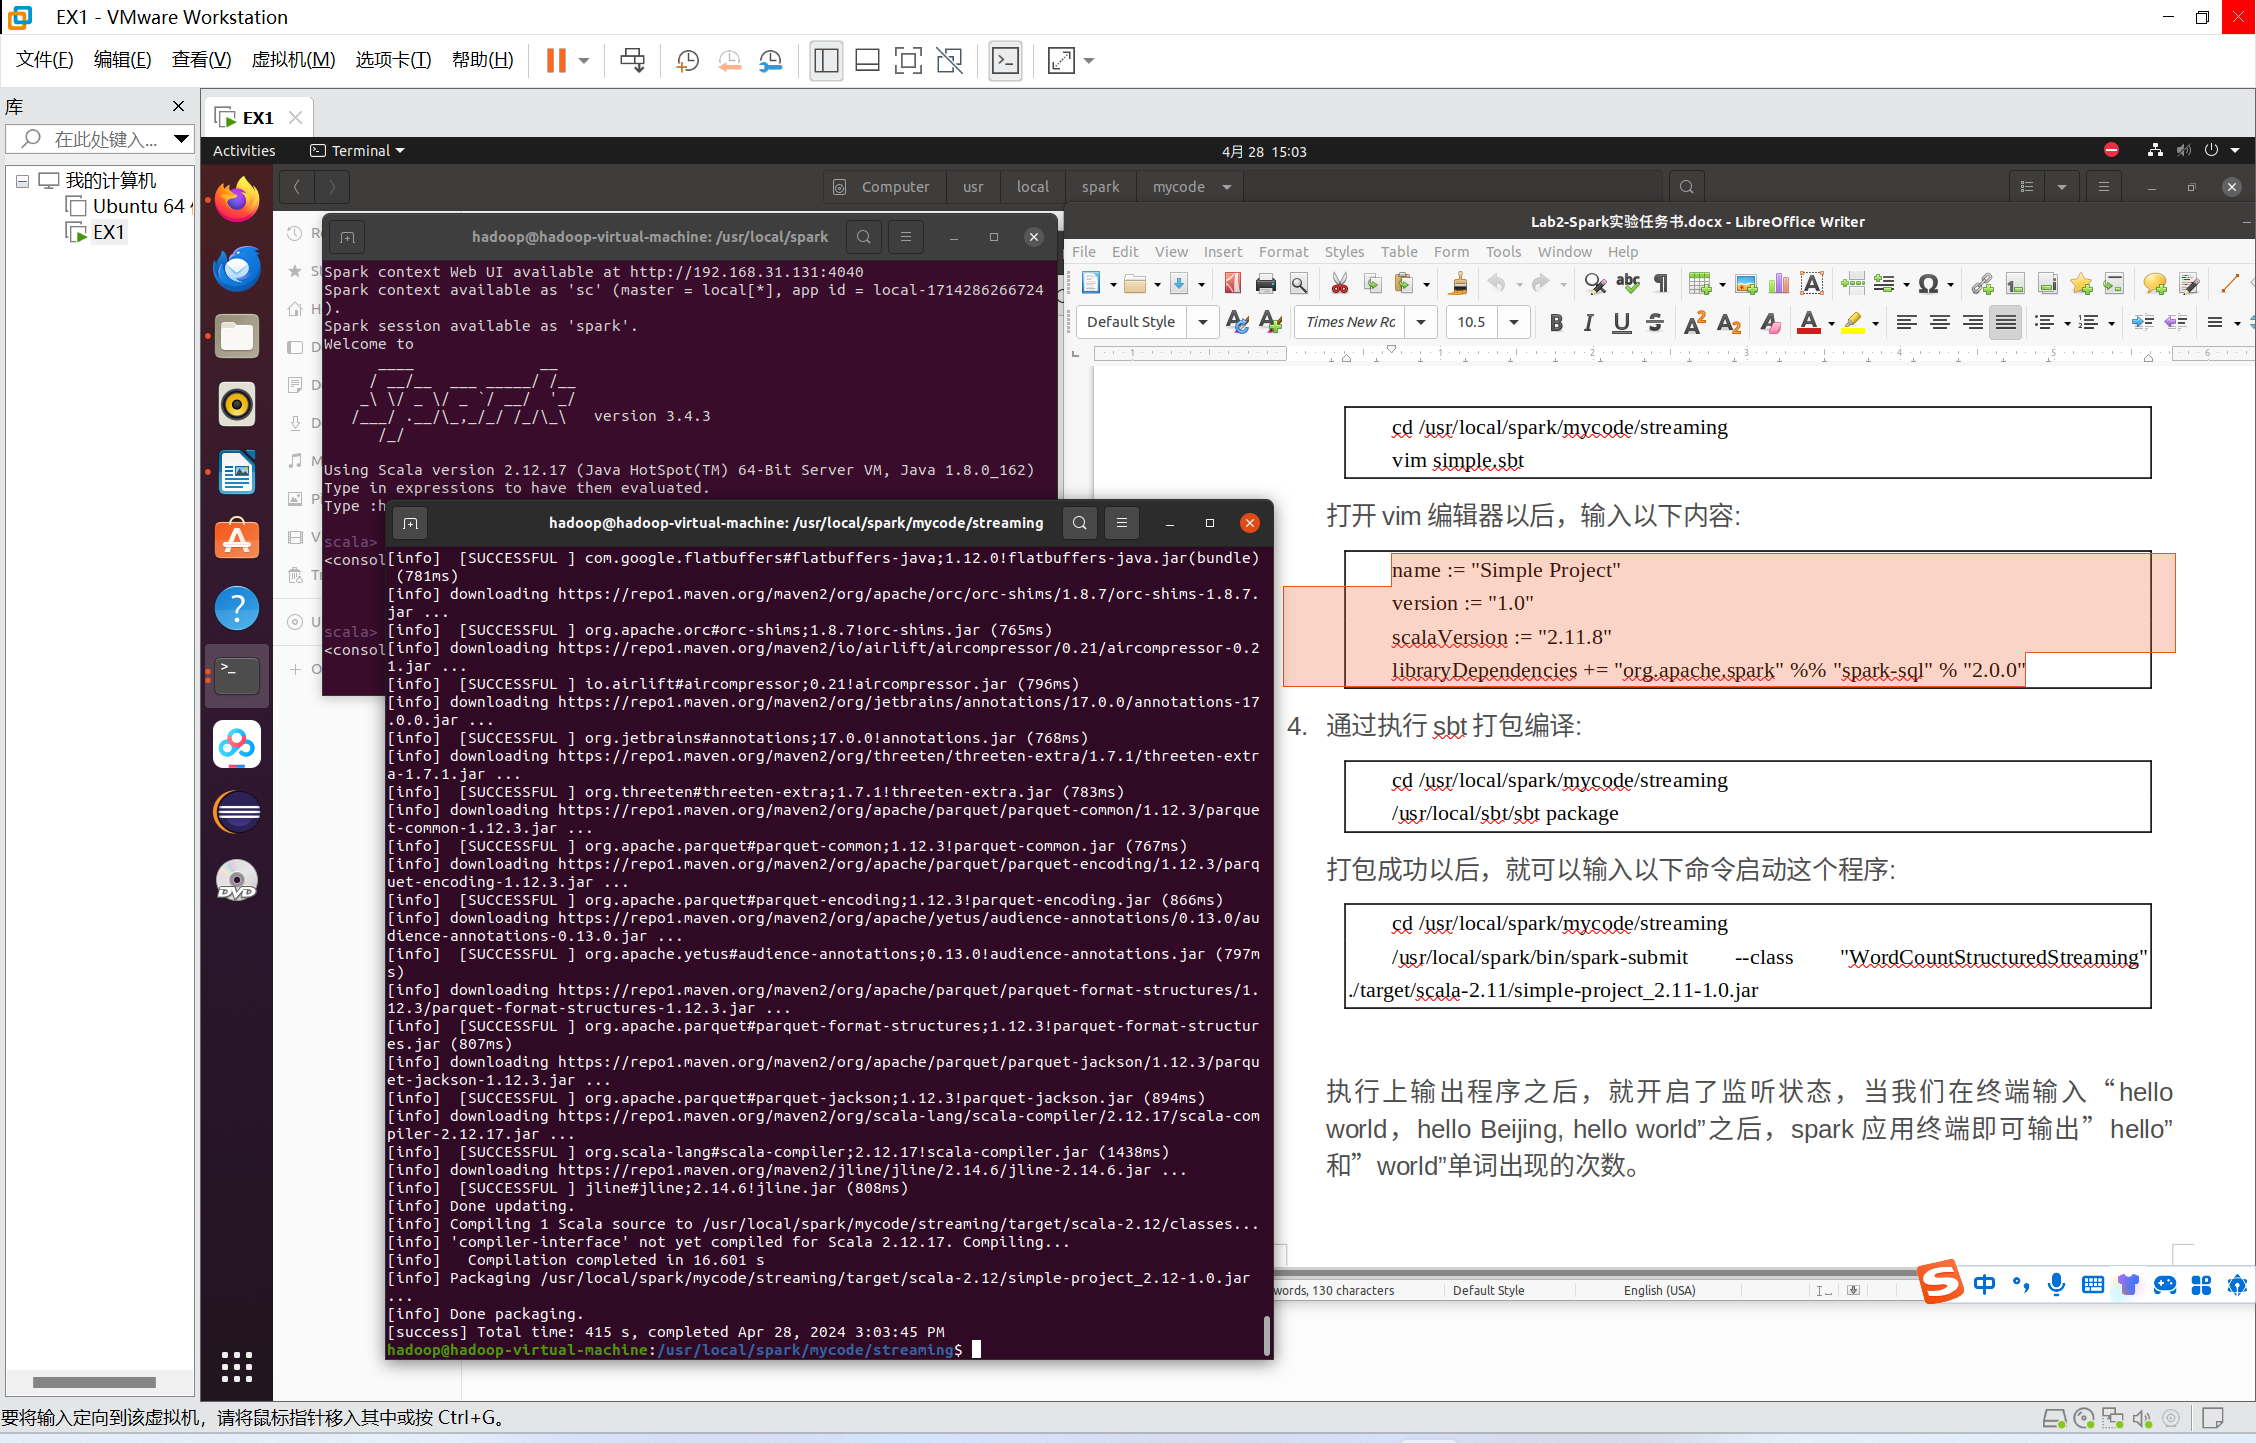 EX1 - VMware Workstation
文件(F) 编辑(E) 查看(V) 虚拟机(M) 选项卡(T) 帮助(H)
库
在此处键入...
我的计算机
Ubuntu 64
EX1
EX1
Activities
Terminal
4月 28 15:03
Computer usr local spark mycode
hadoop@hadoop-virtual-machine: /usr/local/spark
Spark context Web UI available at http://192.168.31.131:4040
Spark context available as 'sc' (master = local[*], app id = local-1714286266724
).
Spark session available as 'spark'.
Welcome to
version 3.4.3
Using Scala version 2.12.17 (Java HotSpot(TM) 64-Bit Server VM, Java 1.8.0_162)
Type in expressions to have them evaluated.
Type :h
scala>
<consol
scala>
<consol
hadoop@hadoop-virtual-machine: /usr/local/spark/mycode/streaming
[info]  [SUCCESSFUL ] com.google.flatbuffers#flatbuffers-java;1.12.0!flatbuffers-java.jar(bundle)
(781ms)
[info] downloading https://repo1.maven.org/maven2/org/apache/orc/orc-shims/1.8.7/orc-shims-1.8.7.
jar ...
[info]  [SUCCESSFUL ] org.apache.orc#orc-shims;1.8.7!orc-shims.jar (765ms)
[info] downloading https://repo1.maven.org/maven2/io/airlift/aircompressor/0.21/aircompressor-0.2
1.jar ...
[info]  [SUCCESSFUL ] io.airlift#aircompressor;0.21!aircompressor.jar (796ms)
[info] downloading https://repo1.maven.org/maven2/org/jetbrains/annotations/17.0.0/annotations-17
.0.0.jar ...
[info]  [SUCCESSFUL ] org.jetbrains#annotations;17.0.0!annotations.jar (768ms)
[info] downloading https://repo1.maven.org/maven2/org/threeten/threeten-extra/1.7.1/threeten-extr
a-1.7.1.jar ...
[info]  [SUCCESSFUL ] org.threeten#threeten-extra;1.7.1!threeten-extra.jar (783ms)
[info] downloading https://repo1.maven.org/maven2/org/apache/parquet/parquet-common/1.12.3/parque
t-common-1.12.3.jar ...
[info]  [SUCCESSFUL ] org.apache.parquet#parquet-common;1.12.3!parquet-common.jar (767ms)
[info] downloading https://repo1.maven.org/maven2/org/apache/parquet/parquet-encoding/1.12.3/parq
uet-encoding-1.12.3.jar ...
[info]  [SUCCESSFUL ] org.apache.parquet#parquet-encoding;1.12.3!parquet-encoding.jar (866ms)
[info] downloading https://repo1.maven.org/maven2/org/apache/yetus/audience-annotations/0.13.0/au
dience-annotations-0.13.0.jar ...
[info]  [SUCCESSFUL ] org.apache.yetus#audience-annotations;0.13.0!audience-annotations.jar (797m
s)
[info] downloading https://repo1.maven.org/maven2/org/apache/parquet/parquet-format-structures/1.
12.3/parquet-format-structures-1.12.3.jar ...
[info]  [SUCCESSFUL ] org.apache.parquet#parquet-format-structures;1.12.3!parquet-format-structur
es.jar (807ms)
[info] downloading https://repo1.maven.org/maven2/org/apache/parquet/parquet-jackson/1.12.3/parqu
et-jackson-1.12.3.jar ...
[info]  [SUCCESSFUL ] org.apache.parquet#parquet-jackson;1.12.3!parquet-jackson.jar (894ms)
[info] downloading https://repo1.maven.org/maven2/org/scala-lang/scala-compiler/2.12.17/scala-com
piler-2.12.17.jar ...
[info]  [SUCCESSFUL ] org.scala-lang#scala-compiler;2.12.17!scala-compiler.jar (1438ms)
[info] downloading https://repo1.maven.org/maven2/jline/jline/2.14.6/jline-2.14.6.jar ...
[info]  [SUCCESSFUL ] jline#jline;2.14.6!jline.jar (808ms)
[info] Done updating.
[info] Compiling 1 Scala source to /usr/local/spark/mycode/streaming/target/scala-2.12/classes...
[info] 'compiler-interface' not yet compiled for Scala 2.12.17. Compiling...
[info]   Compilation completed in 16.601 s
[info] Packaging /usr/local/spark/mycode/streaming/target/scala-2.12/simple-project_2.12-1.0.jar
...
[info] Done packaging.
[success] Total time: 415 s, completed Apr 28, 2024 3:03:45 PM
hadoop@hadoop-virtual-machine:/usr/local/spark/mycode/streaming$
Lab2-Spark实验任务书.docx - LibreOffice Writer
File Edit View Insert Format Styles Table Form Tools Window Help
Default Style Times New Ro 10.5
cd /usr/local/spark/mycode/streaming
vim simple.sbt
打开 vim 编辑器以后，输入以下内容:
name := "Simple Project"
version := "1.0"
scalaVersion := "2.11.8"
libraryDependencies += "org.apache.spark" %% "spark-sql" % "2.0.0"
4. 通过执行 sbt 打包编译:
cd /usr/local/spark/mycode/streaming
/usr/local/sbt/sbt package
打包成功以后，就可以输入以下命令启动这个程序:
cd /usr/local/spark/mycode/streaming
/usr/local/spark/bin/spark-submit --class "WordCountStructuredStreaming"
./target/scala-2.11/simple-project_2.11-1.0.jar
执行上输出程序之后，就开启了监听状态，当我们在终端输入“hello
world，hello Beijing, hello world”之后，spark 应用终端即可输出”hello”
和”world”单词出现的次数。
words, 130 characters Default Style English (USA)
中
要将输入定向到该虚拟机，请将鼠标指针移入其中或按 Ctrl+G。